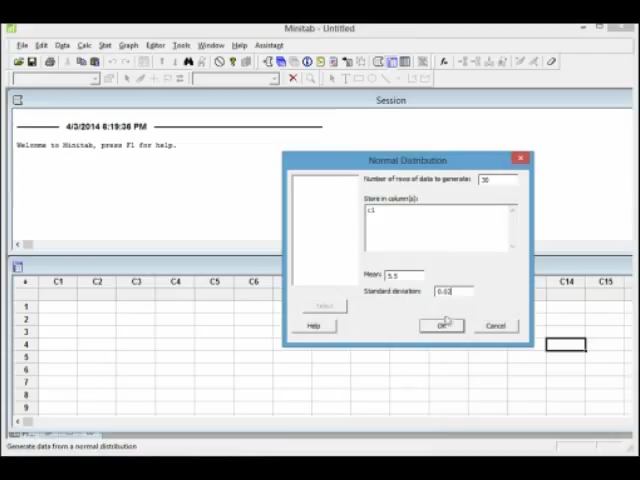 Minitab - Untitled
File Edit Data Calc Stat Graph Editor Tools Window Help Assistant
Session
4/3/2014 6:19:36 PM
Welcome to Minitab, press F1 for help.
Normal Distribution
Number of rows of data to generate: 30
Store in column(s):
c1
Mean: 5.5
Standard deviation: 0.02
Select
Help OK Cancel
C1 C2 C3 C4 C5 C6 C14 C15
1
2
3
4
5
6
7
8
9
Generate data from a normal distribution